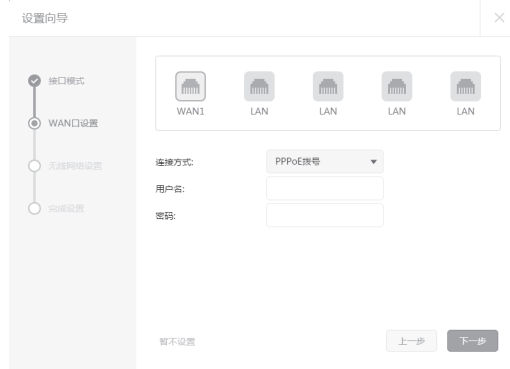 设置向导
接口模式
WAN口设置
无线网络设置
完成设置
WAN1 LAN LAN LAN LAN
连接方式: PPPoE拨号
用户名:
密码:
暂不设置 上一步 下一步